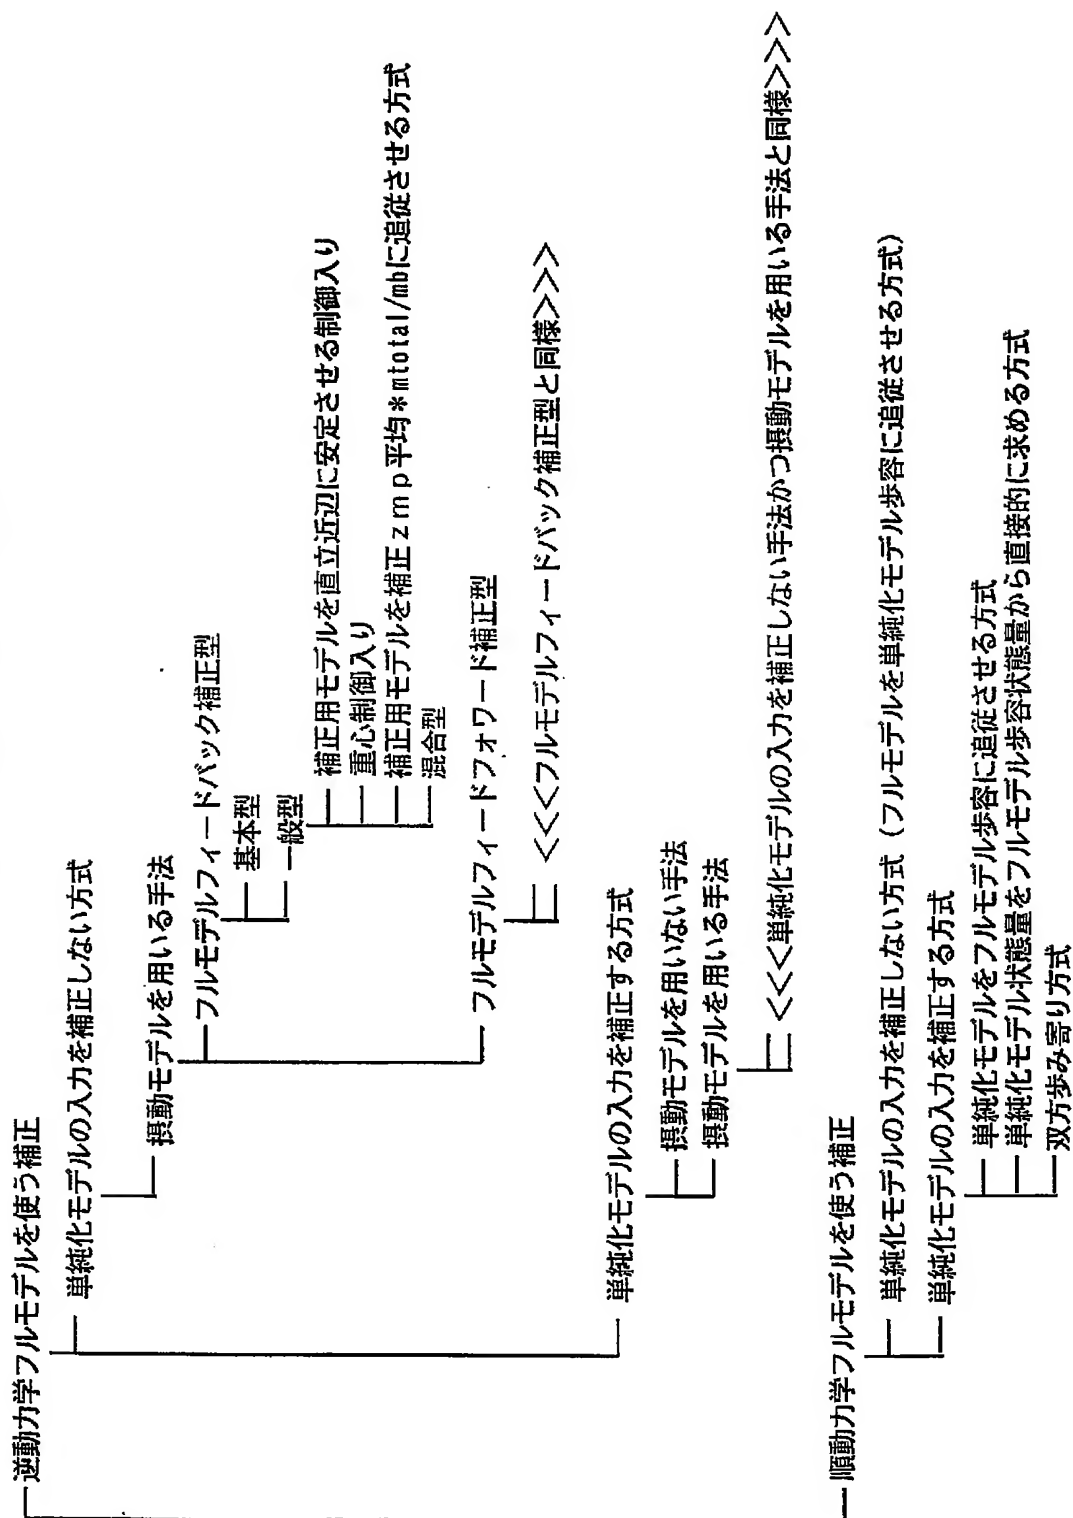 逆動力学フルモデルを使う補正
単純化モデルの入力を補正しない方式
摂動モデルを用いる手法
フルモデルフィードバック補正型
基本型
一般型
補正用モデルを直立近辺に安定させる制御入り
重心制御入り
補正用モデルを補正zmp平均*mtotal/mbに追従させる方式
混合型
フルモデルフィードフォワード補正型
<<<フルモデルフィードバック補正型と同様>>>
単純化モデルの入力を補正する方式
摂動モデルを用いない手法
摂動モデルを用いる手法
<<<単純化モデルの入力を補正しない手法かつ摂動モデルを用いる手法と同様>>>
順動力学フルモデルを使う補正
単純化モデルの入力を補正しない方式（フルモデルを単純化モデル歩容に追従させる方式）
単純化モデルの入力を補正する方式
単純化モデルをフルモデル歩容に追従させる方式
単純化モデル状態量をフルモデル歩容状態量から直接的に求める方式
双方歩み寄り方式